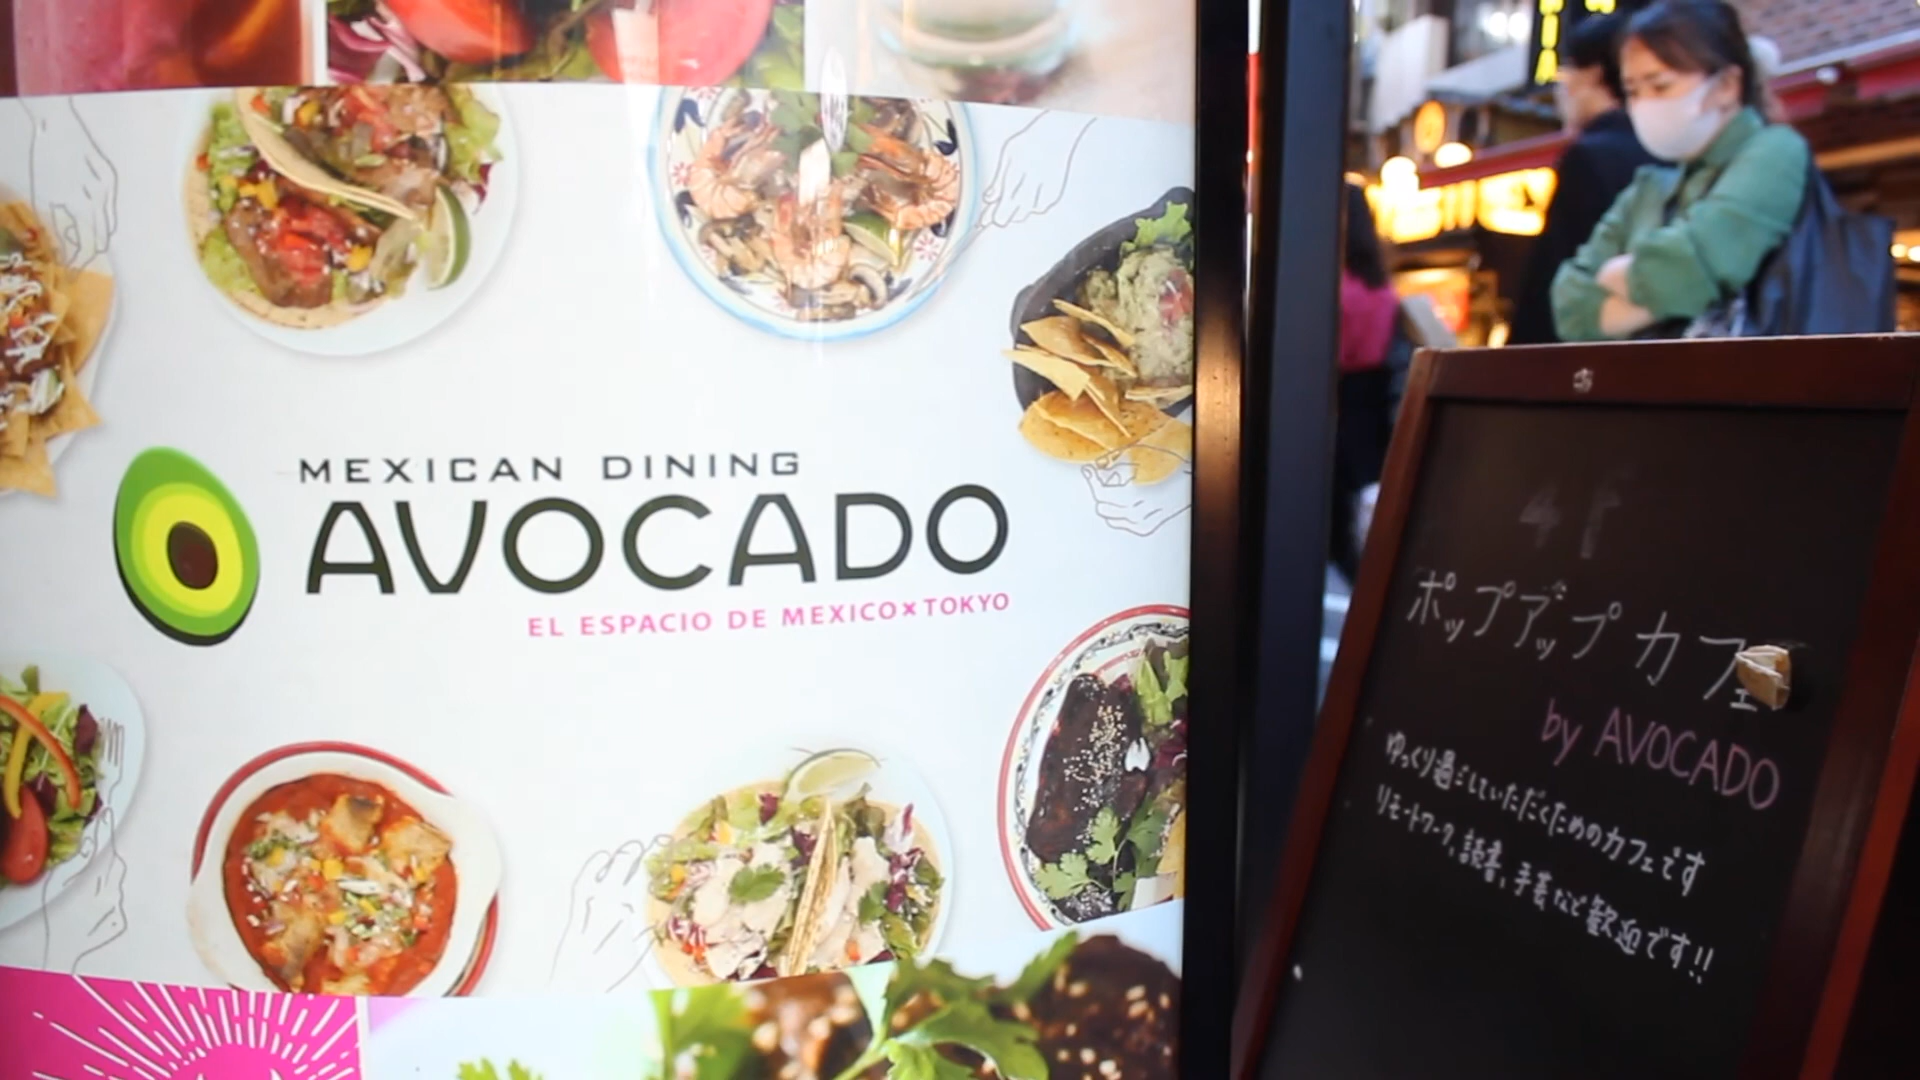 MEXICAN DINING
AVOCADO
EL ESPACIO DE MEXICO×TOKYO
4F
ポップアップカフェ
by AVOCADO
ゆっくり過ごしていただくためのカフェです
リモートワーク、読書、手芸など歓迎です!!